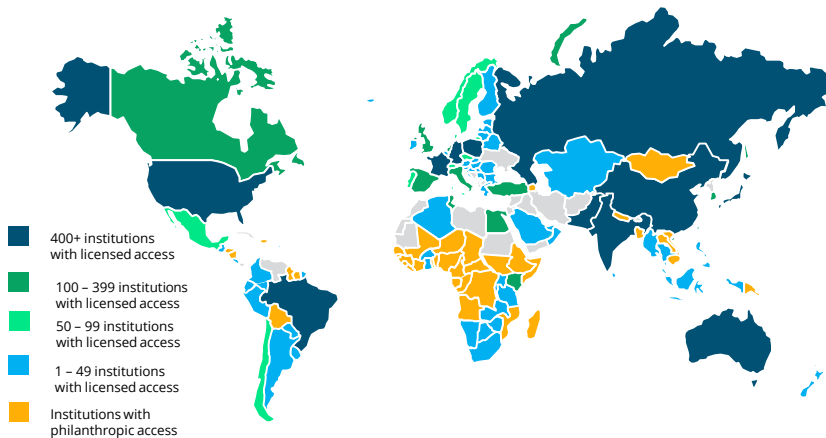 400+ institutions
with licensed access
100 – 399 institutions
with licensed access
50 – 99 institutions
with licensed access
1 – 49 institutions
with licensed access
Institutions with
philanthropic access